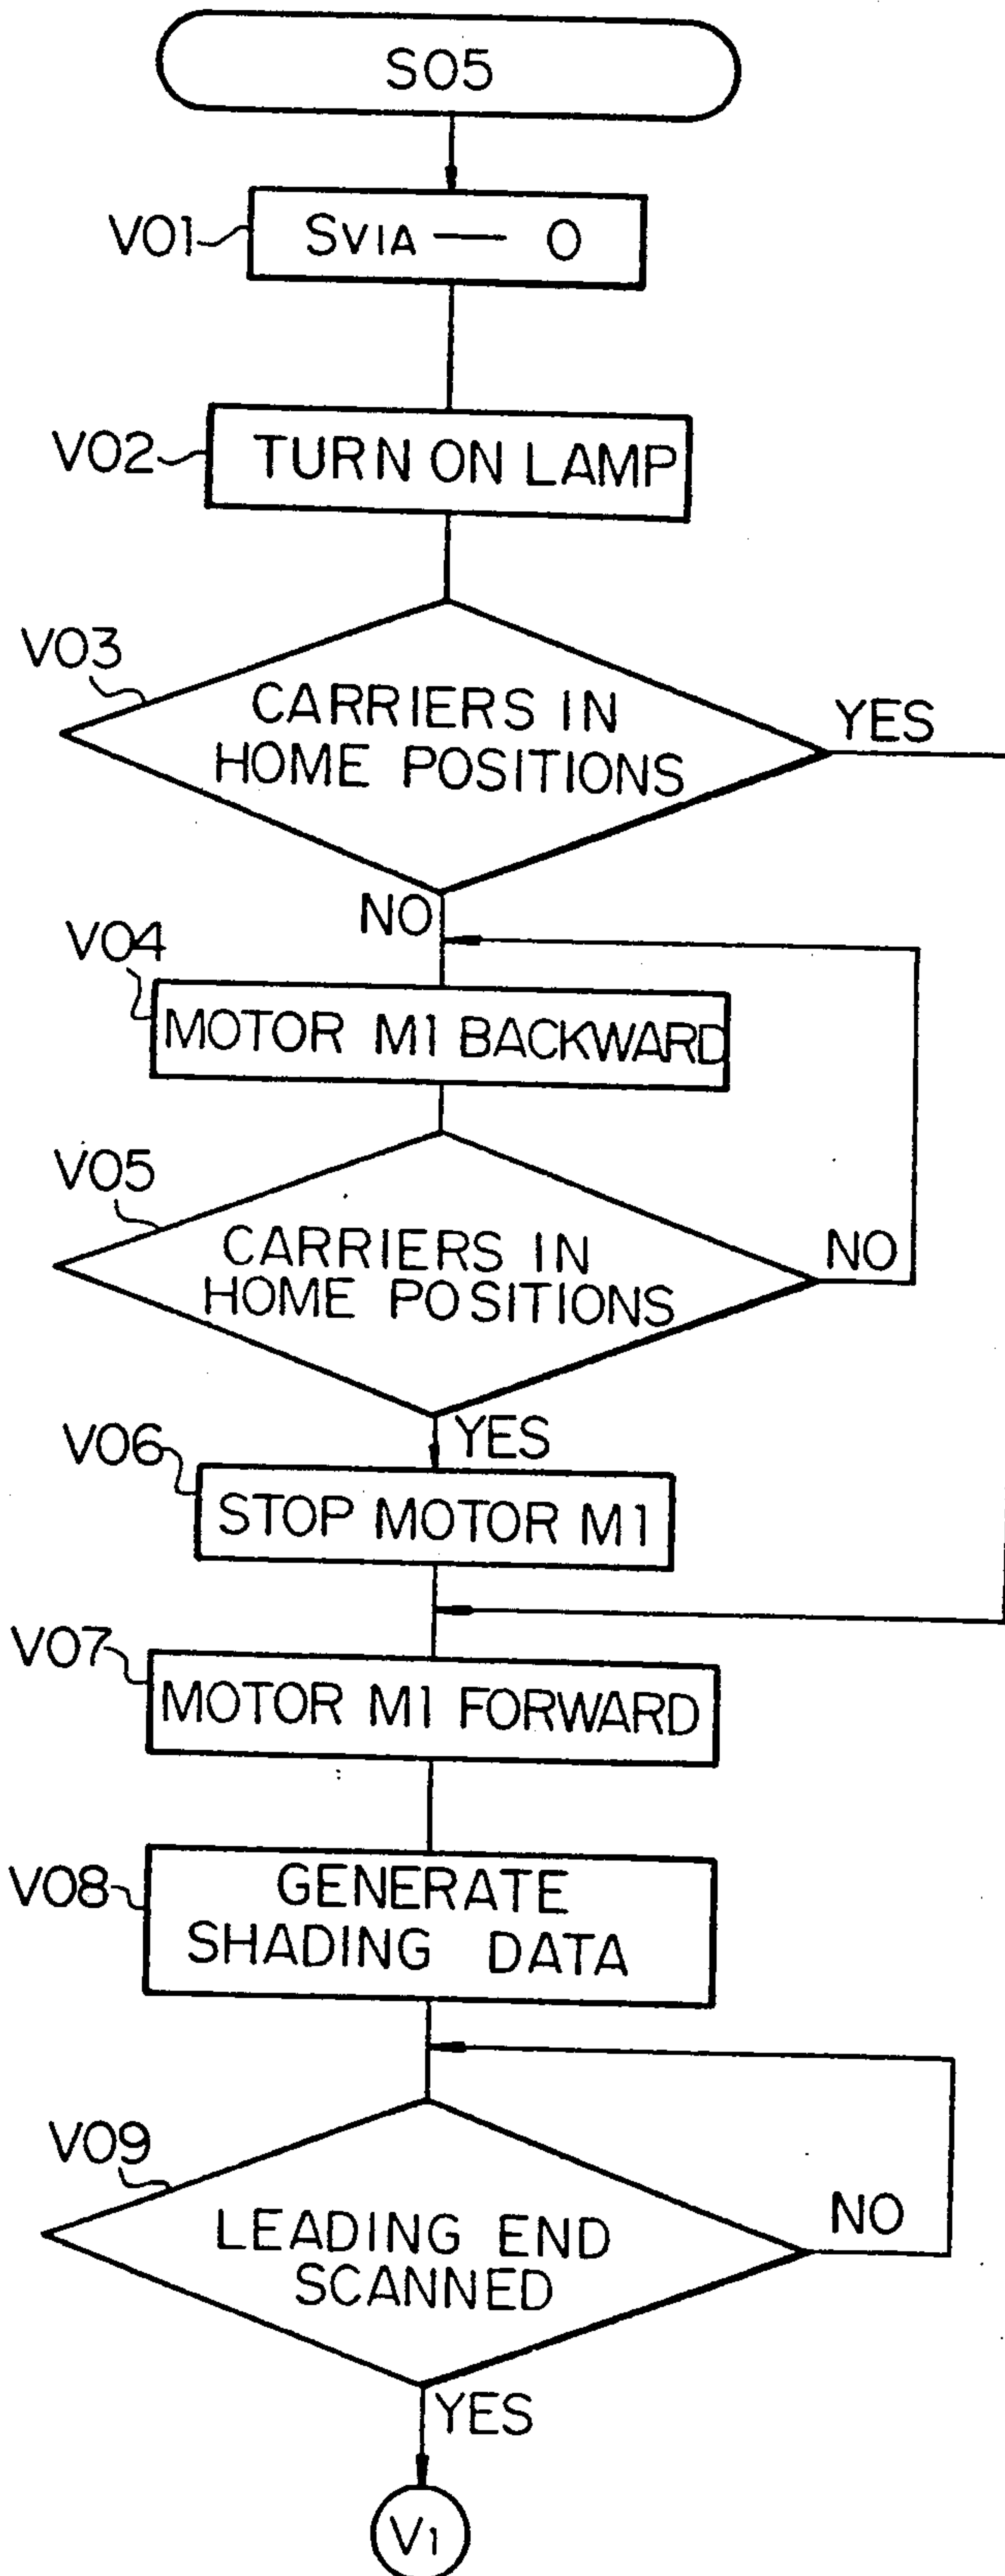 S05
V01
SVIA — 0
V02
TURN ON LAMP
V03
CARRIERS IN
HOME POSITIONS
YES
NO
V04
MOTOR M1 BACKWARD
V05
CARRIERS IN
HOME POSITIONS
NO
YES
V06
STOP MOTOR M1
V07
MOTOR M1 FORWARD
V08
GENERATE
SHADING DATA
V09
LEADING END
SCANNED
NO
YES
V1